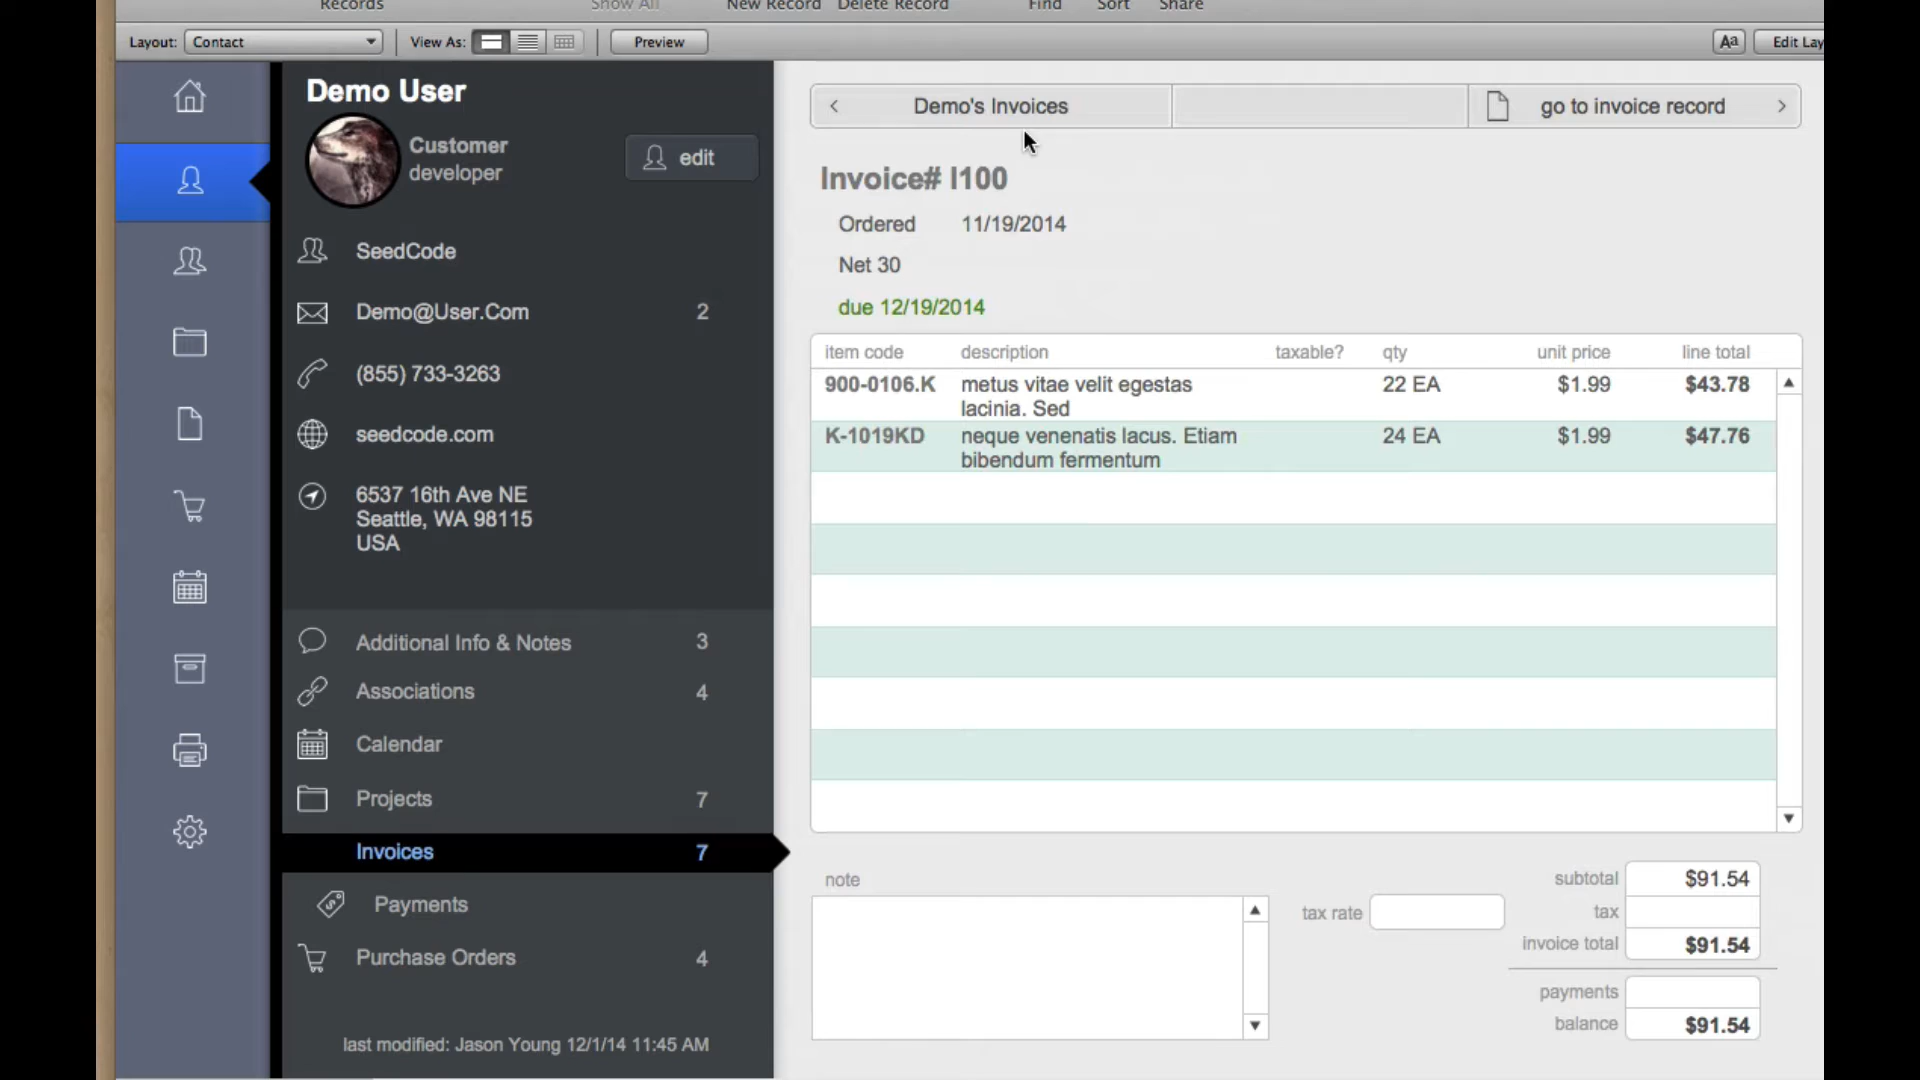 Records Show All New Record Delete Record Find Sort Share
Layout: Contact View As: Preview Aa Edit Lay
Demo User
Customer
developer
edit
SeedCode
Demo@User.Com 2
(855) 733-3263
seedcode.com
6537 16th Ave NE
Seattle, WA 98115
USA
Additional Info & Notes 3
Associations 4
Calendar
Projects 7
Invoices 7
Payments
Purchase Orders 4
last modified: Jason Young 12/1/14 11:45 AM
< Demo's Invoices go to invoice record >
Invoice# I100
Ordered 11/19/2014
Net 30
due 12/19/2014
item code description taxable? qty unit price line total
900-0106.K metus vitae velit egestas 22 EA $1.99 $43.78
lacinia. Sed
K-1019KD neque venenatis lacus. Etiam 24 EA $1.99 $47.76
bibendum fermentum
note
tax rate
subtotal $91.54
tax
invoice total $91.54
payments
balance $91.54